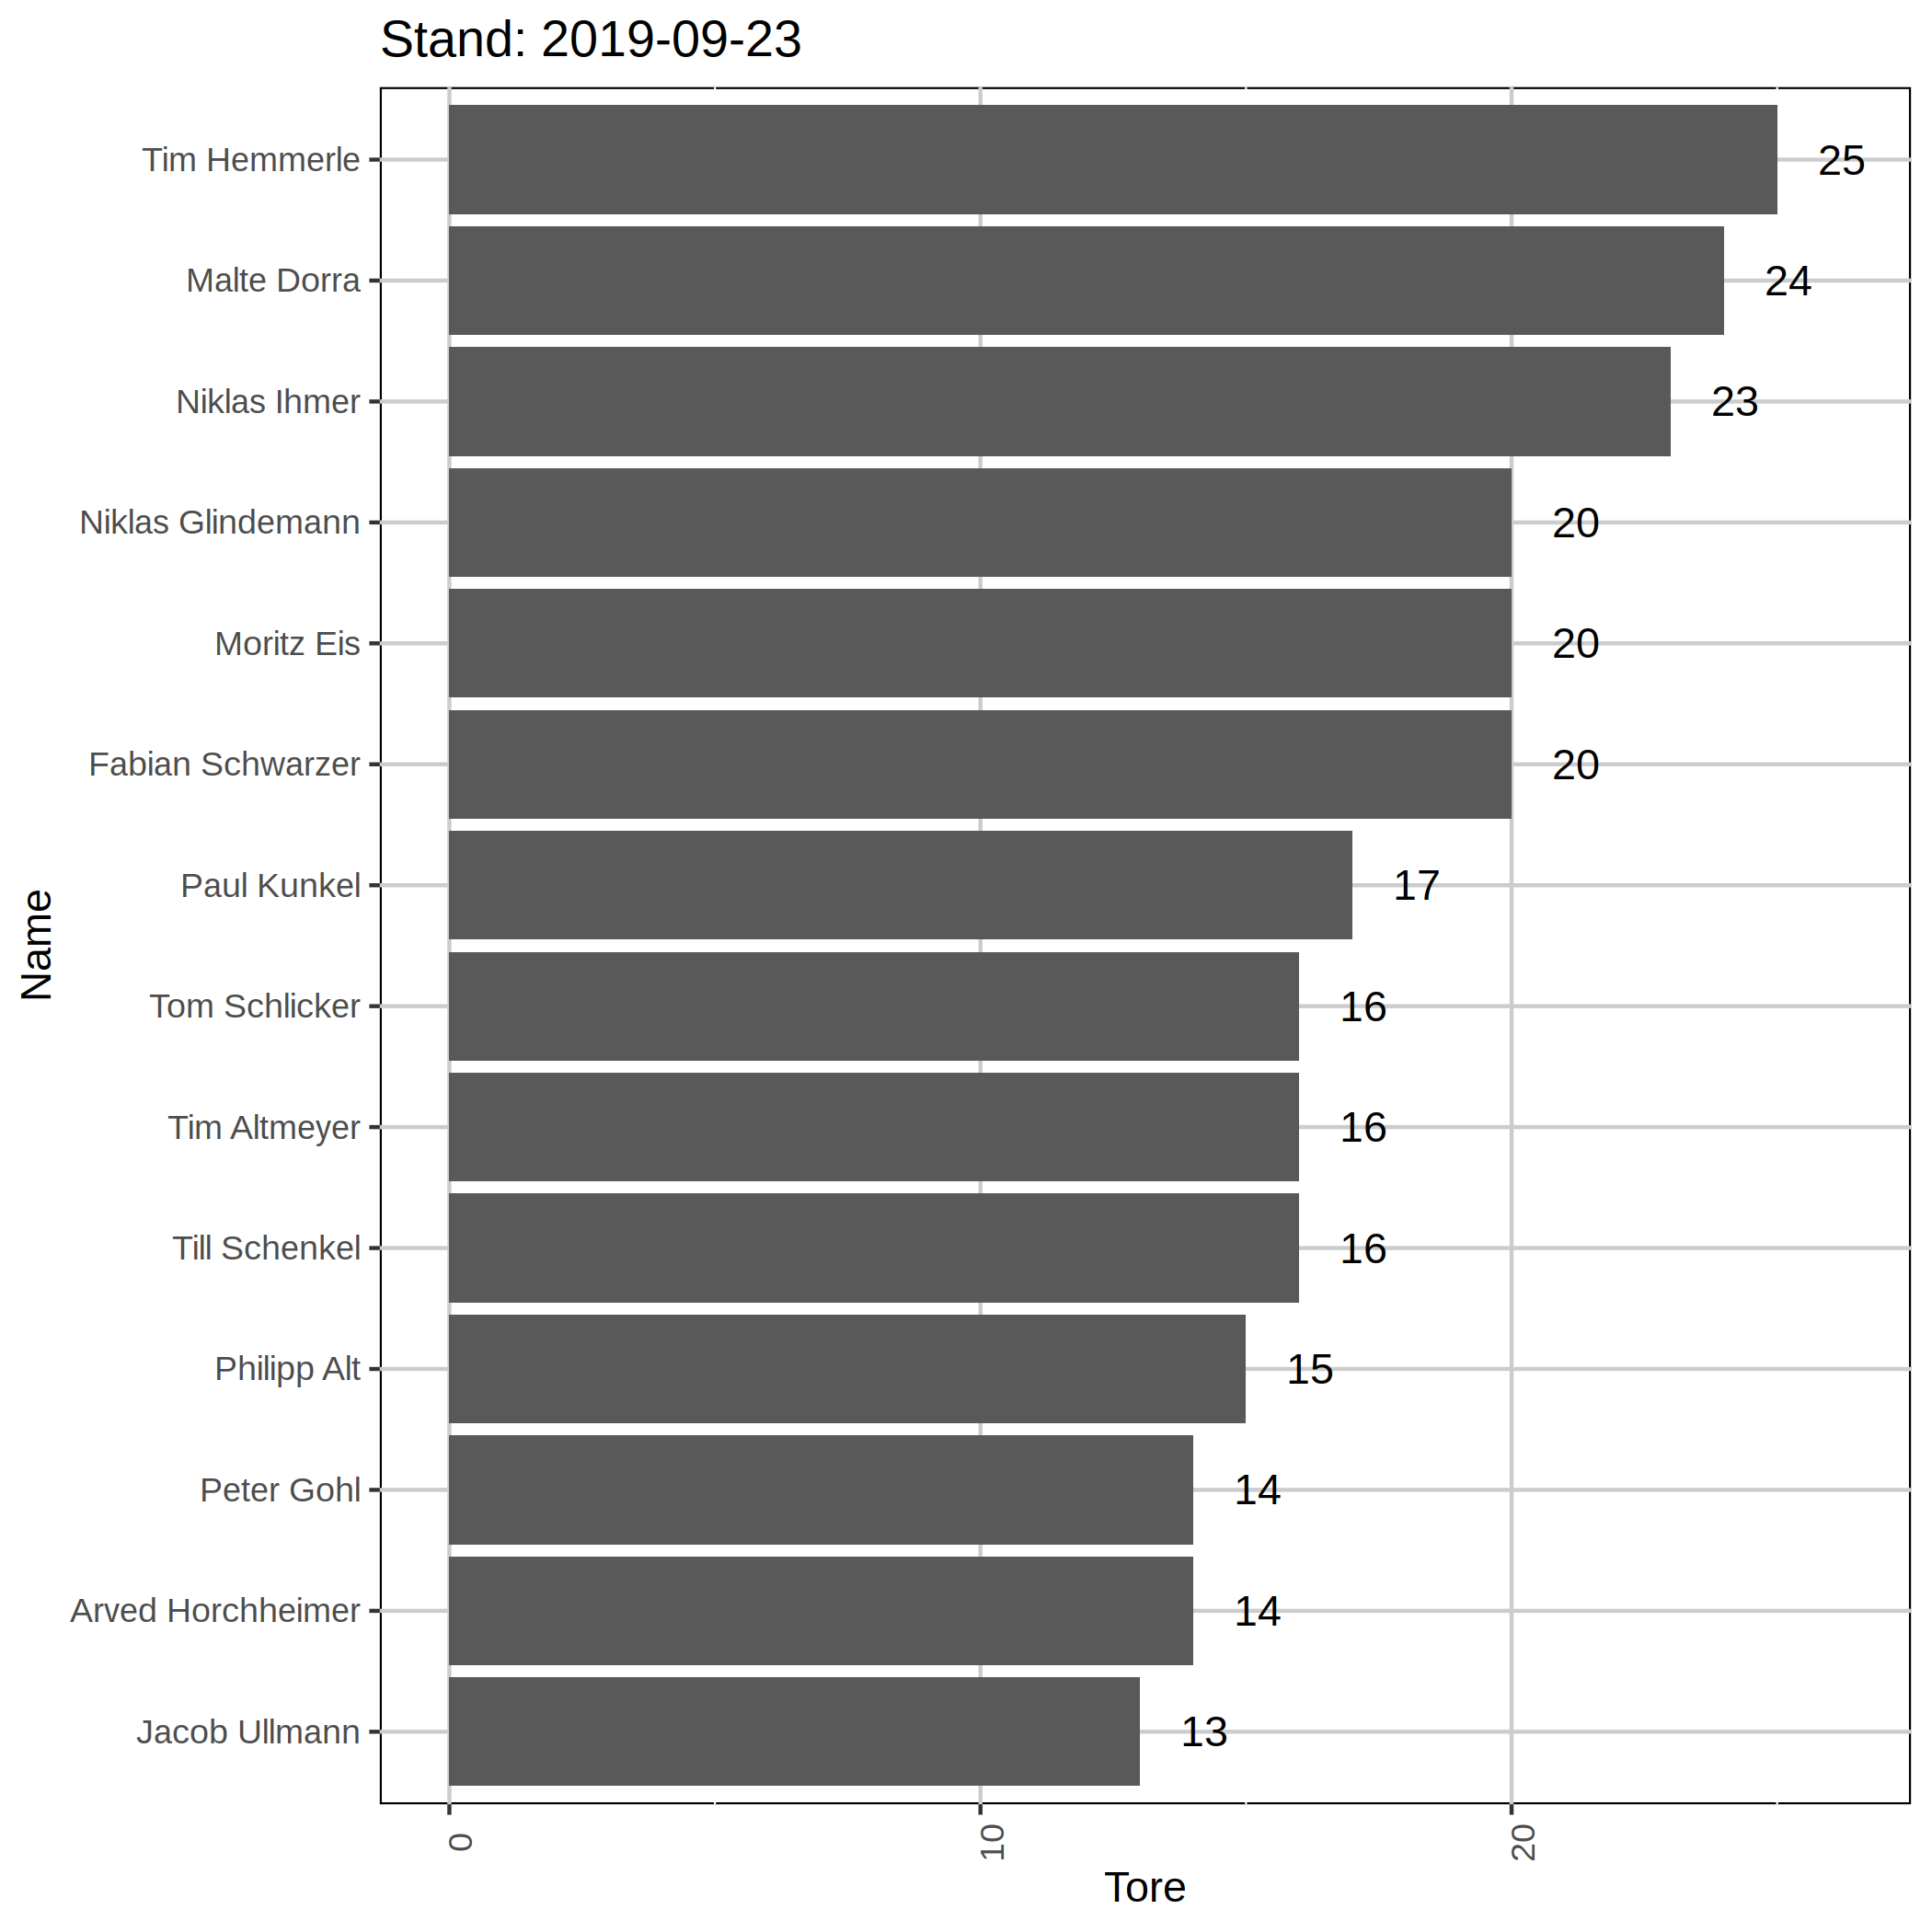 Stand: 2019-09-23
Name
Tim Hemmerle 25
Malte Dorra 24
Niklas Ihmer 23
Niklas Glindemann 20
Moritz Eis 20
Fabian Schwarzer 20
Paul Kunkel 17
Tom Schlicker 16
Tim Altmeyer 16
Till Schenkel 16
Philipp Alt 15
Peter Gohl 14
Arved Horchheimer 14
Jacob Ullmann 13
0 10 20
Tore